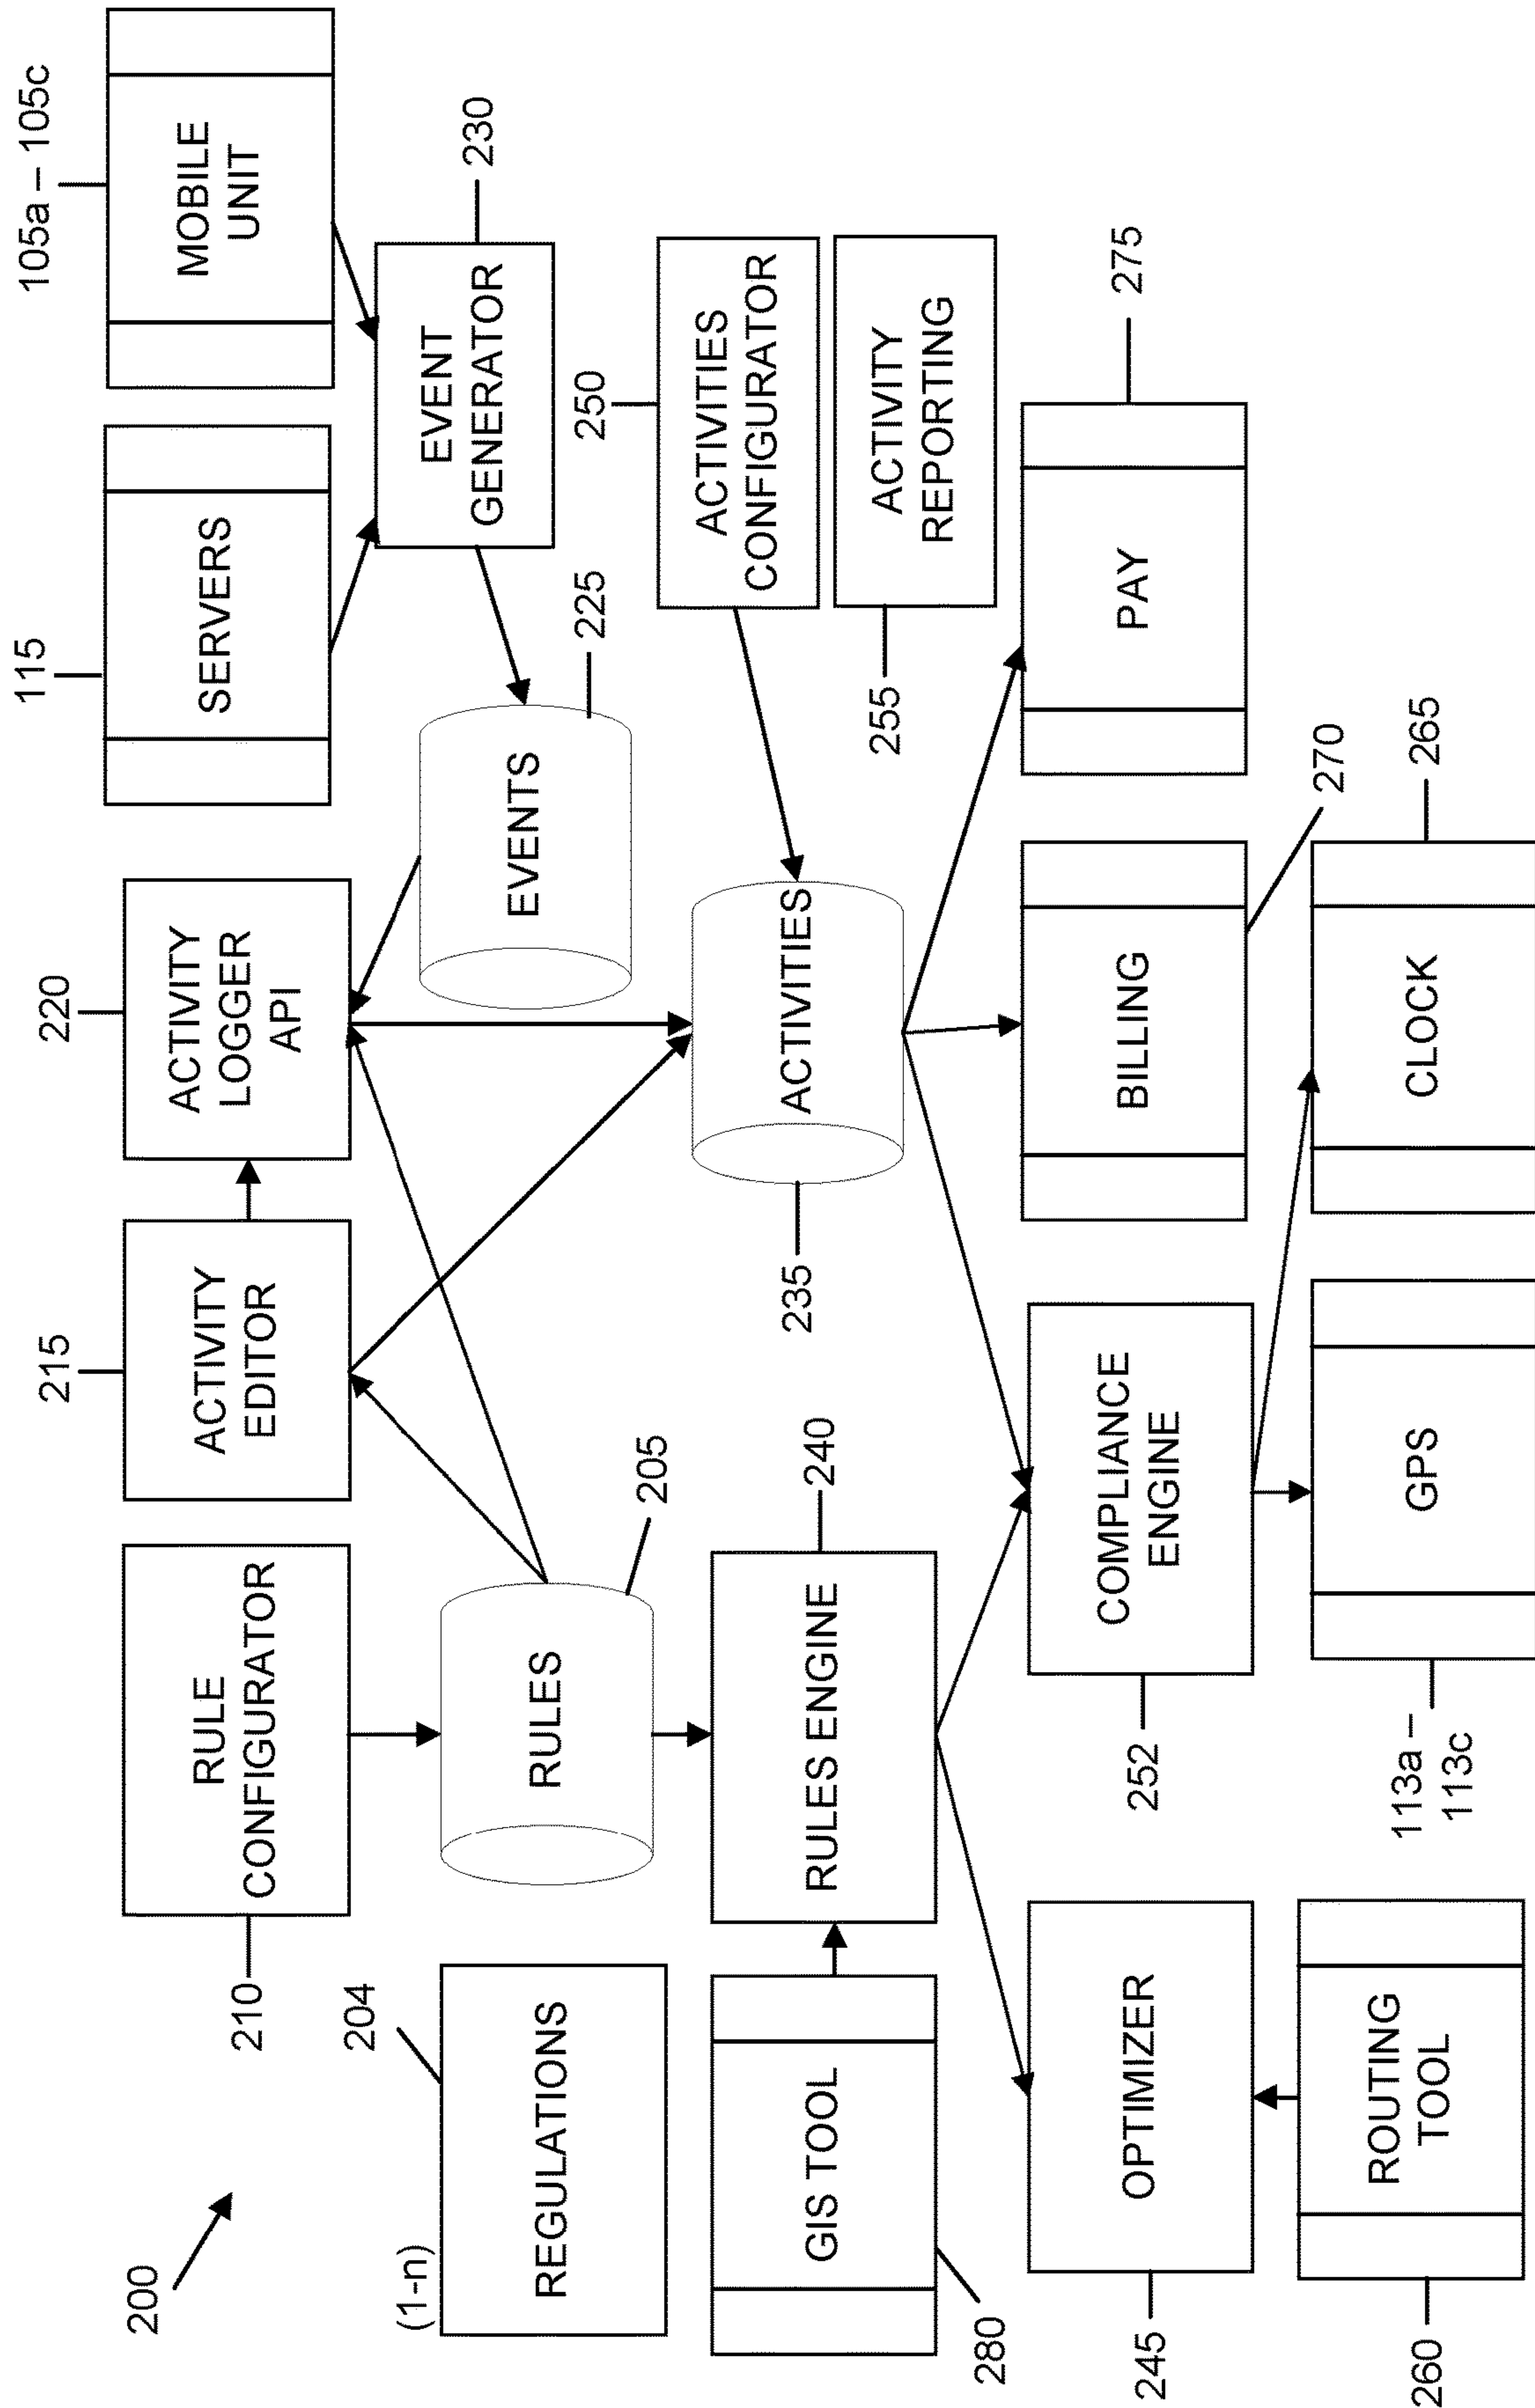 200
210
215
220
115
105a – 105c
RULE
CONFIGURATOR
ACTIVITY
EDITOR
ACTIVITY
LOGGER
API
SERVERS
MOBILE
UNIT
(1-n)
204
REGULATIONS
RULES
205
EVENTS
225
EVENT
GENERATOR
230
280
GIS TOOL
RULES ENGINE
240
235
ACTIVITIES
250
ACTIVITIES
CONFIGURATOR
255
ACTIVITY
REPORTING
245
OPTIMIZER
252
COMPLIANCE
ENGINE
BILLING
270
PAY
275
260
ROUTING
TOOL
113a –
113c
GPS
CLOCK
265